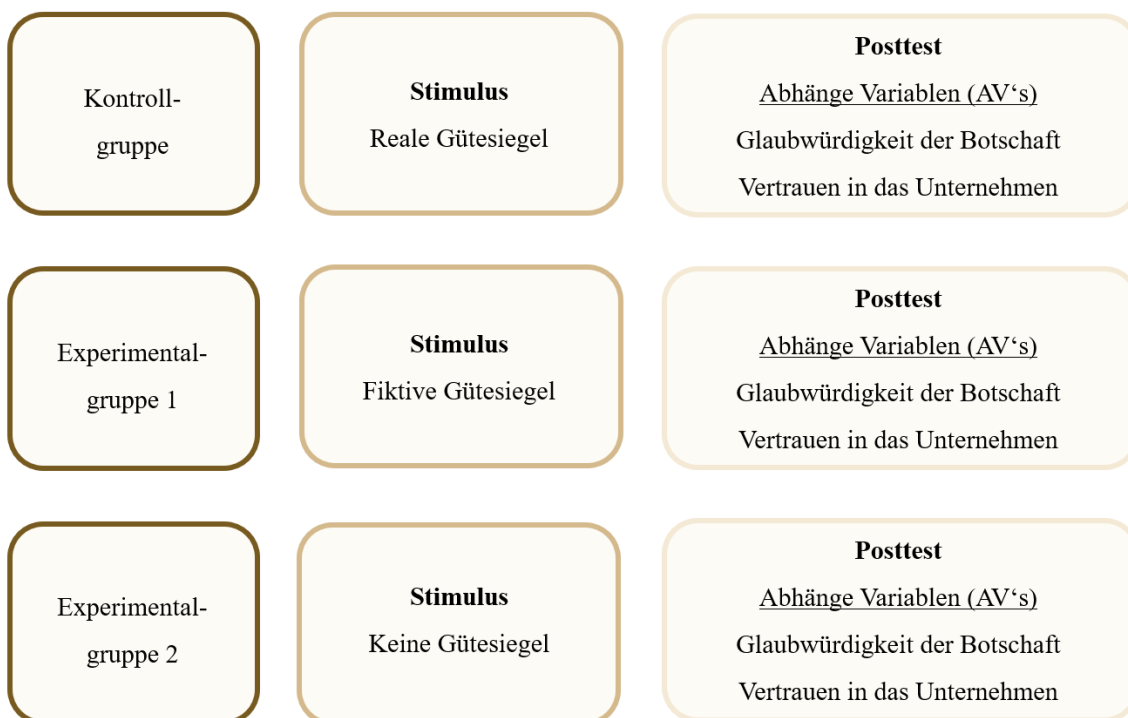 Kontroll-
gruppe
Stimulus
Reale Gütesiegel
Posttest
Abhänge Variablen (AV‘s)
Glaubwürdigkeit der Botschaft
Vertrauen in das Unternehmen
Experimental-
gruppe 1
Stimulus
Fiktive Gütesiegel
Posttest
Abhänge Variablen (AV‘s)
Glaubwürdigkeit der Botschaft
Vertrauen in das Unternehmen
Experimental-
gruppe 2
Stimulus
Keine Gütesiegel
Posttest
Abhänge Variablen (AV‘s)
Glaubwürdigkeit der Botschaft
Vertrauen in das Unternehmen